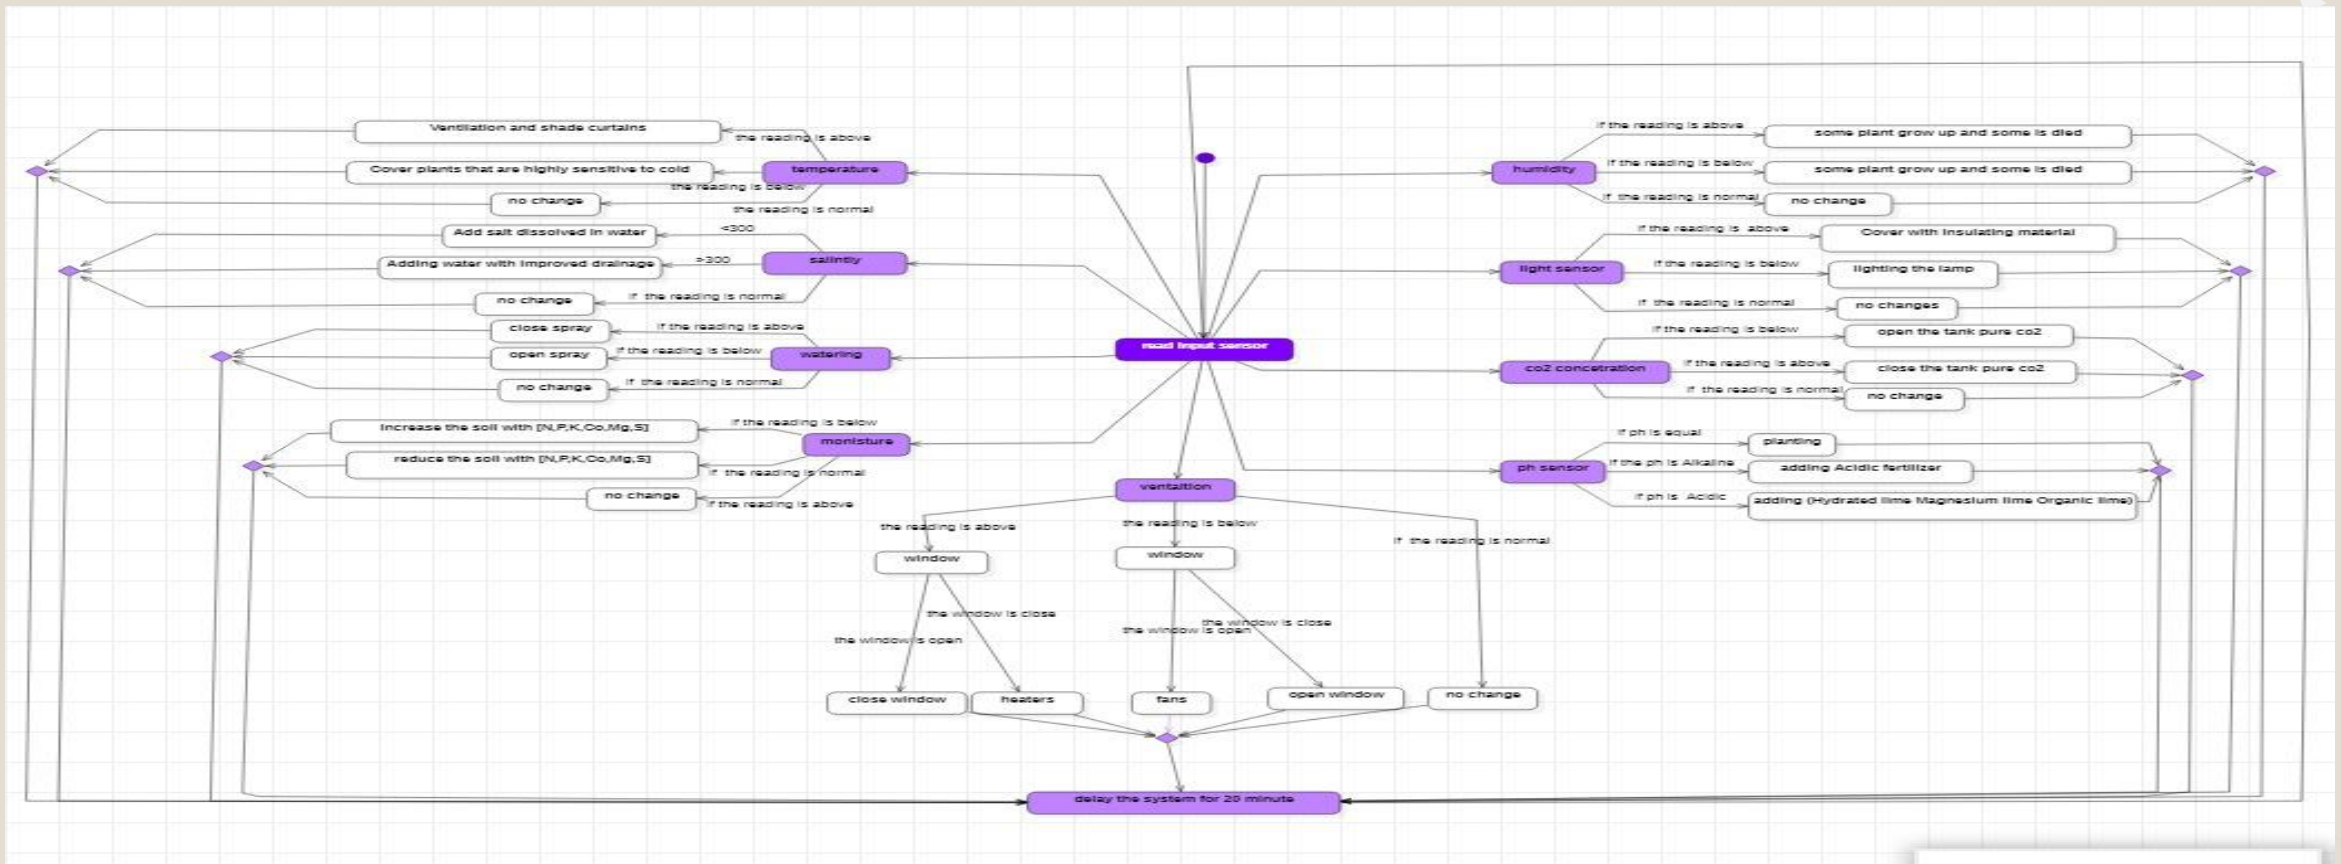 Ventilation and shade curtains
the reading is above
Cover plants that are highly sensitive to cold
temperature
the reading is below
no change
the reading is normal
Add salt dissolved in water
<300
Adding water with improved drainage
>300
salintly
no change
if the reading is normal
close spray
if the reading is above
open spray
if the reading is below
watering
no change
if the reading is normal
increase the soil with [N,P,K,Co,Mg,S]
if the reading is below
monisture
reduce the soil with [N,P,K,Co,Mg,S]
if the reading is normal
no change
if the reading is above
read input sensor
ventaltion
the reading is above
the reading is below
if the reading is normal
window
window
the window is close
the window is open
the window is close
the window is open
close window
heaters
fans
open window
no change
delay the system for 20 minute
if the reading is above
some plant grow up and some is died
humidity
if the reading is below
some plant grow up and some is died
if the reading is normal
no change
if the reading is above
Cover with insulating material
light sensor
if the reading is below
lighting the lamp
if the reading is normal
no changes
if the reading is below
open the tank pure co2
co2 concetration
if the reading is above
close the tank pure co2
if the reading is normal
no change
if ph is equal
planting
ph sensor
if the ph is Alkaline
adding Acidic fertilizer
if ph is Acidic
adding (Hydrated lime Magnesium lime Organic lime)